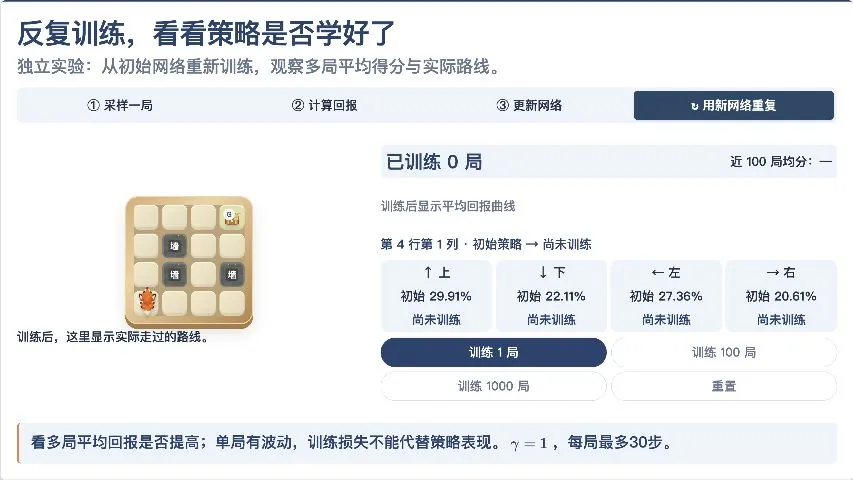 反复训练，看看策略是否学好了
独立实验：从初始网络重新训练，观察多局平均得分与实际路线。
① 采样一局
② 计算回报
③ 更新网络
↻ 用新网络重复
已训练 0 局
近 100 局均分：—
训练后显示平均回报曲线
G
墙
墙
墙
训练后，这里显示实际走过的路线。
第 4 行第 1 列 · 初始策略 → 尚未训练
↑ 上
初始 29.91%
尚未训练
↓ 下
初始 22.11%
尚未训练
← 左
初始 27.36%
尚未训练
→ 右
初始 20.61%
尚未训练
训练 1 局
训练 100 局
训练 1000 局
重置
看多局平均回报是否提高；单局有波动，训练损失不能代替策略表现。 γ = 1 ，每局最多30步。